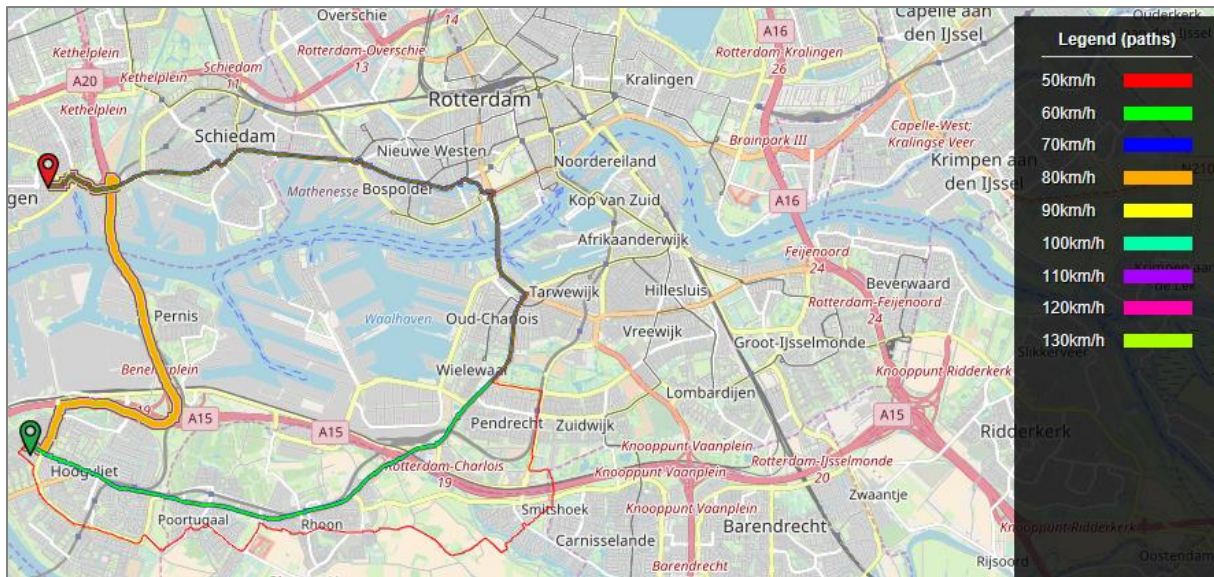 Overschie
14
A16
Capelle aan
den IJssel
Ouderkerk
Kethelplein
A20
Kethelplein
Schiedam
11
Rotterdam-Overschie
13
Rotterdam-Kralingen
26
Kralingen
Rotterdam
Schiedam
Nieuwe Westen
Brainpark III
Capelle-West;
Kralingse Veer
Krimpen aan
den IJssel
N210
Mathenesse
Bospolder
Noordereiland
Kop van Zuid
A16
gen
Afrikaanderwijk
Feijenoord
24
Pernis
Waalhaven
Tarwewijk
Oud-Charlois
Hillesluis
Beverwaard
Rotterdam-Feijenoord
24
Vreewijk
Groot-IJsselmonde
Wielewaal
Lombardijen
Knooppunt Ridderkerk
19
A15
A15
Pendrecht
Zuidwijk
A15
Ridderkerk
Hoogvliet
Rotterdam-Charlois
19
Knooppunt Vaanplein
Knooppunt Vaanplein
Rotterdam-IJsselmonde
20
Poortugaal
Rhoon
Smitshoek
Knooppunt Vaanplein
Zwaantje
Carnisselande
Barendrecht
Knooppunt Ridderkerk
Barendrecht
Rijsoord
Oostendam
Slikkerveer
Legend (paths)
50km/h
60km/h
70km/h
80km/h
90km/h
100km/h
110km/h
120km/h
130km/h